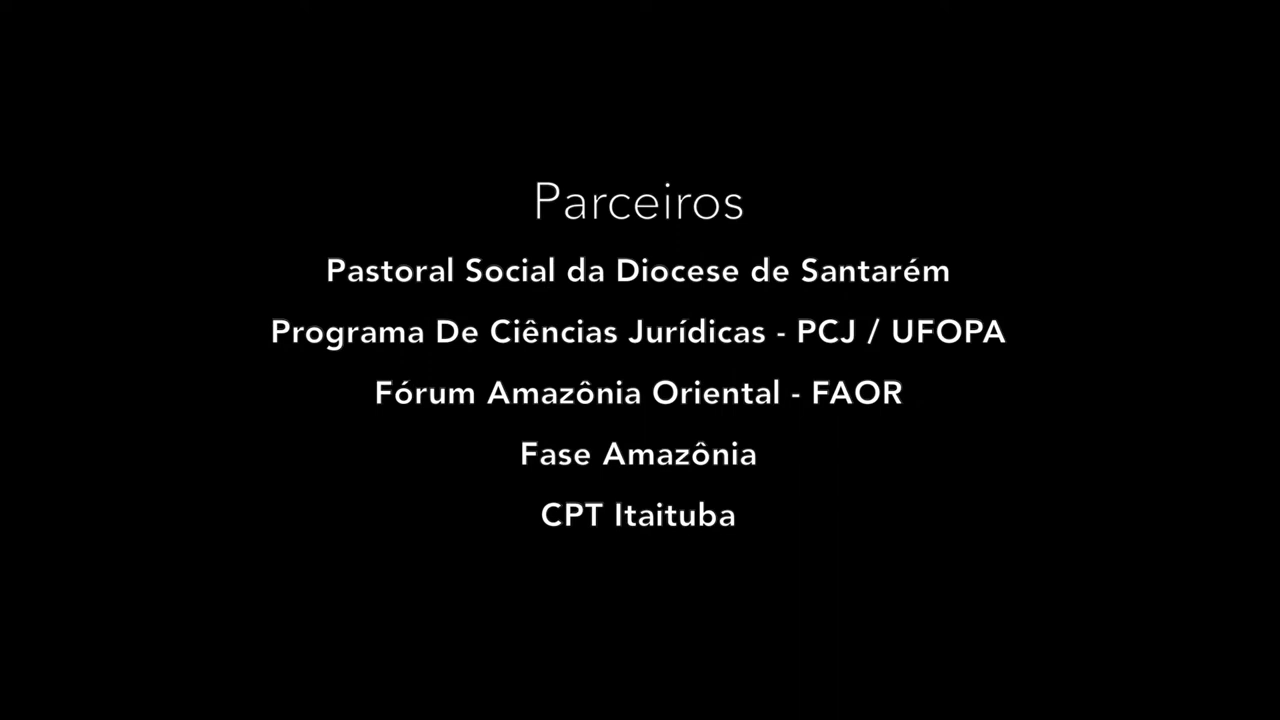 Parceiros
Pastoral Social da Diocese de Santarém
Programa De Ciências Jurídicas - PCJ / UFOPA
Fórum Amazônia Oriental - FAOR
Fase Amazônia
CPT Itaituba